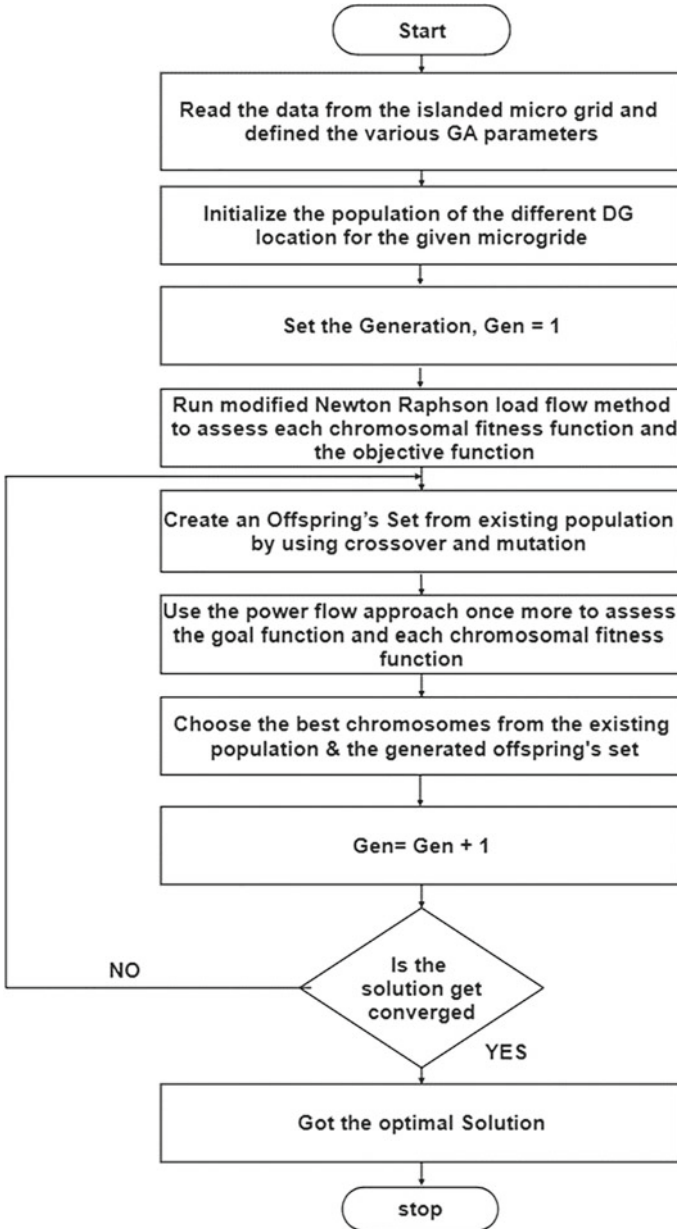 Start
Read the data from the islanded micro grid and
defined the various GA parameters
Initialize the population of the different DG
location for the given microgride
Set the Generation, Gen = 1
Run modified Newton Raphson load flow method
to assess each chromosomal fitness function and
the objective function
Create an Offspring's Set from existing population
by using crossover and mutation
Use the power flow approach once more to assess
the goal function and each chromosomal fitness
function
Choose the best chromosomes from the existing
population & the generated offspring's set
Gen= Gen + 1
Is the
solution get
converged
NO
YES
Got the optimal Solution
stop